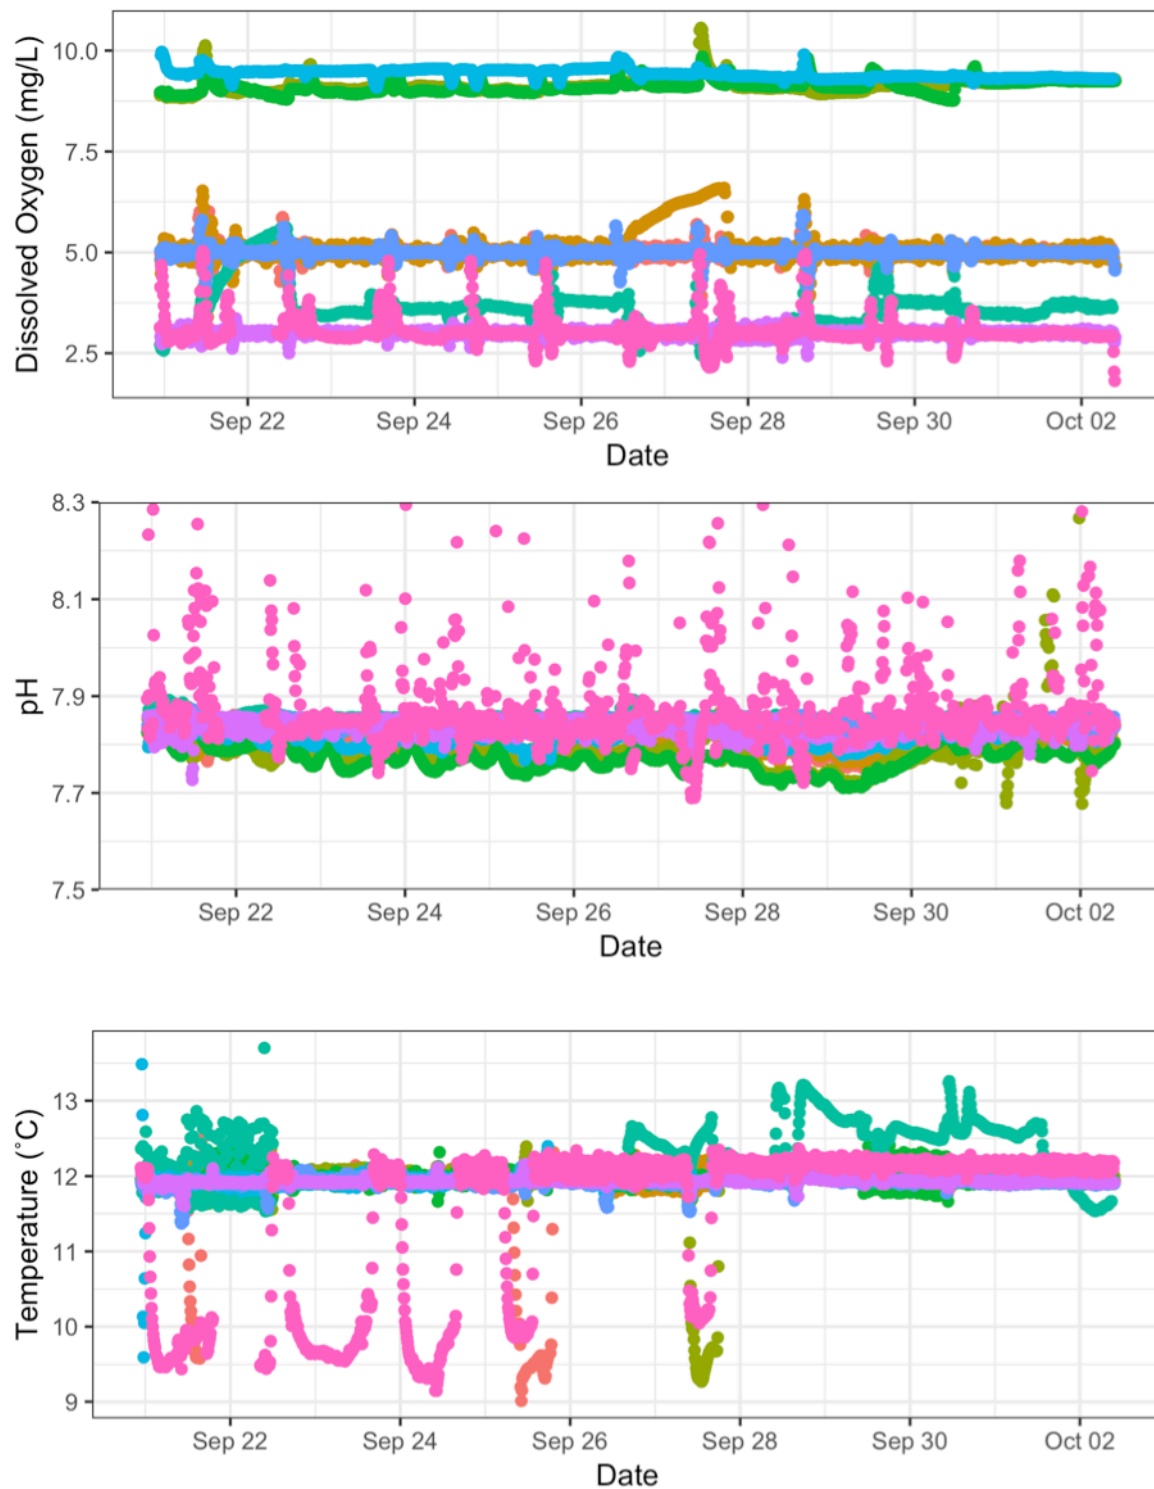 Dissolved Oxygen (mg/L)
10.0
7.5
5.0
2.5
Sep 22 Sep 24 Sep 26 Sep 28 Sep 30 Oct 02
Date
pH
8.3
8.1
7.9
7.7
7.5
Sep 22 Sep 24 Sep 26 Sep 28 Sep 30 Oct 02
Date
Temperature (˚C)
13
12
11
10
9
Sep 22 Sep 24 Sep 26 Sep 28 Sep 30 Oct 02
Date